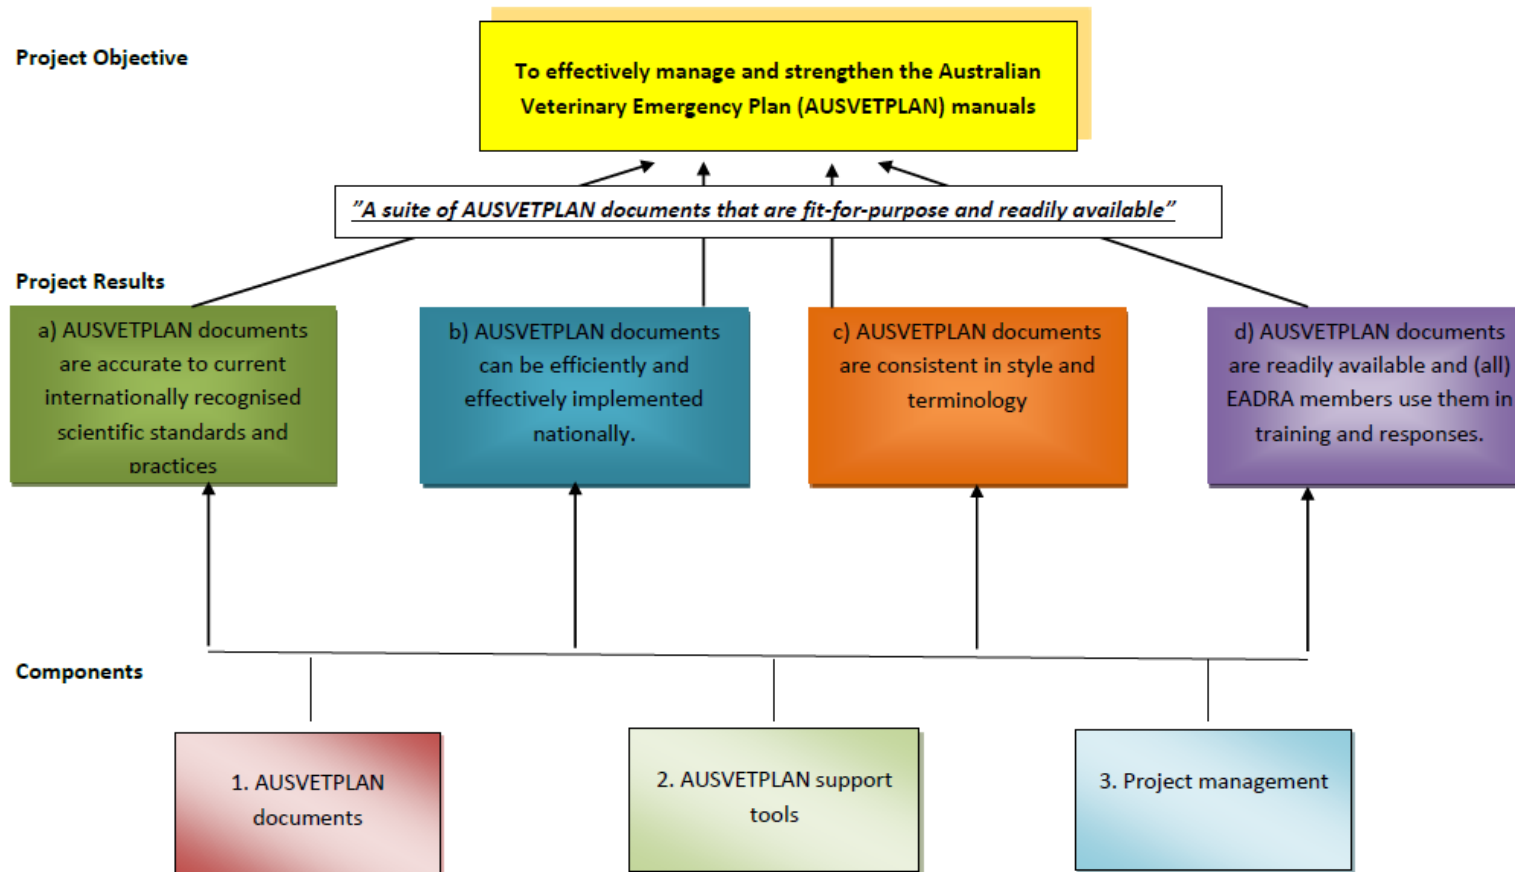 Project Objective
To effectively manage and strengthen the Australian
Veterinary Emergency Plan (AUSVETPLAN) manuals
”A suite of AUSVETPLAN documents that are fit-for-purpose and readily available”
Project Results
a) AUSVETPLAN documents
are accurate to current
internationally recognised
scientific standards and
practices
b) AUSVETPLAN documents
can be efficiently and
effectively implemented
nationally.
c) AUSVETPLAN documents
are consistent in style and
terminology
d) AUSVETPLAN documents
are readily available and (all)
EADRA members use them in
training and responses.
Components
1. AUSVETPLAN
documents
2. AUSVETPLAN support
tools
3. Project management